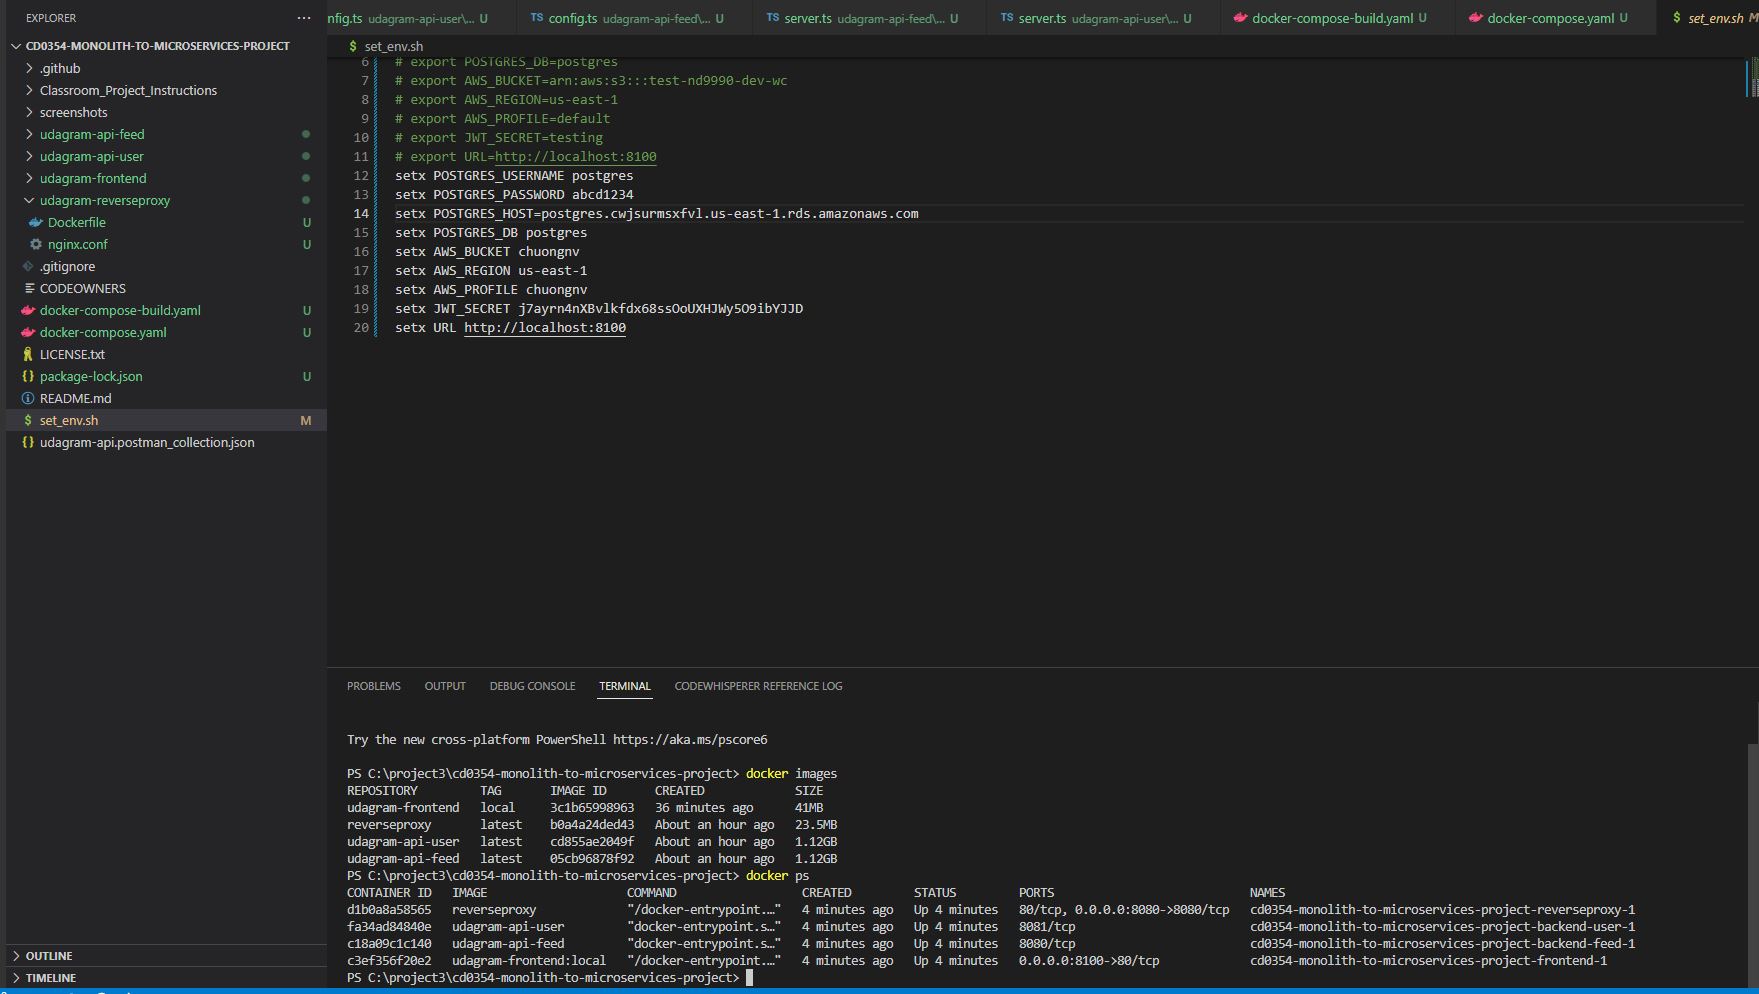 EXPLORER
CD0354-MONOLITH-TO-MICROSERVICES-PROJECT
.github
Classroom_Project_Instructions
screenshots
udagram-api-feed
udagram-api-user
udagram-frontend
udagram-reverseproxy
Dockerfile U
nginx.conf U
.gitignore
CODEOWNERS
docker-compose-build.yaml U
docker-compose.yaml U
LICENSE.txt
package-lock.json U
README.md
$ set_env.sh M
udagram-api.postman_collection.json
OUTLINE
TIMELINE
nfig.ts udagram-api-user\... U TS config.ts udagram-api-feed\... U TS server.ts udagram-api-feed\... U TS server.ts udagram-api-user\... U docker-compose-build.yaml U docker-compose.yaml U $ set_env.sh M
$ set_env.sh
6 # export POSTGRES_DB=postgres
7 # export AWS_BUCKET=arn:aws:s3:::test-nd9990-dev-wc
8 # export AWS_REGION=us-east-1
9 # export AWS_PROFILE=default
10 # export JWT_SECRET=testing
11 # export URL=http://localhost:8100
12 setx POSTGRES_USERNAME postgres
13 setx POSTGRES_PASSWORD abcd1234
14 setx POSTGRES_HOST=postgres.cwjsurmsxfvl.us-east-1.rds.amazonaws.com
15 setx POSTGRES_DB postgres
16 setx AWS_BUCKET chuongnv
17 setx AWS_REGION us-east-1
18 setx AWS_PROFILE chuongnv
19 setx JWT_SECRET j7ayrn4nXBvlkfdx68ssOoUXHJWy5O9ibYJJD
20 setx URL http://localhost:8100
PROBLEMS OUTPUT DEBUG CONSOLE TERMINAL CODEWHISPERER REFERENCE LOG
Try the new cross-platform PowerShell https://aka.ms/pscore6
PS C:\project3\cd0354-monolith-to-microservices-project> docker images
REPOSITORY TAG IMAGE ID CREATED SIZE
udagram-frontend local 3c1b65998963 36 minutes ago 41MB
reverseproxy latest b0a4a24ded43 About an hour ago 23.5MB
udagram-api-user latest cd855ae2049f About an hour ago 1.12GB
udagram-api-feed latest 05cb96878f92 About an hour ago 1.12GB
PS C:\project3\cd0354-monolith-to-microservices-project> docker ps
CONTAINER ID IMAGE COMMAND CREATED STATUS PORTS NAMES
d1b0a8a58565 reverseproxy "/docker-entrypoint.…" 4 minutes ago Up 4 minutes 80/tcp, 0.0.0.0:8080->8080/tcp cd0354-monolith-to-microservices-project-reverseproxy-1
fa34ad84840e udagram-api-user "docker-entrypoint.s…" 4 minutes ago Up 4 minutes 8081/tcp cd0354-monolith-to-microservices-project-backend-user-1
c18a09c1c140 udagram-api-feed "docker-entrypoint.s…" 4 minutes ago Up 4 minutes 8080/tcp cd0354-monolith-to-microservices-project-backend-feed-1
c3ef356f20e2 udagram-frontend:local "/docker-entrypoint.…" 4 minutes ago Up 4 minutes 0.0.0.0:8100->80/tcp cd0354-monolith-to-microservices-project-frontend-1
PS C:\project3\cd0354-monolith-to-microservices-project>